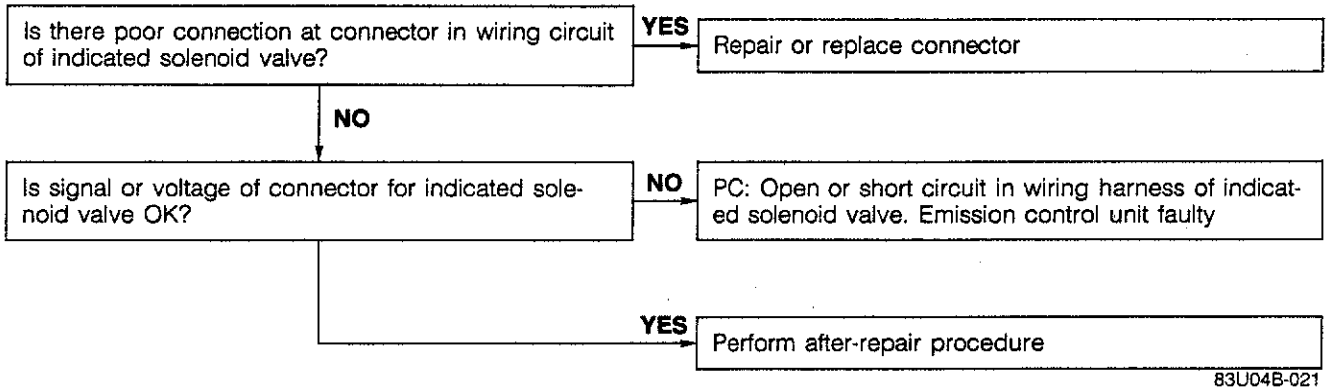 Is there poor connection at connector in wiring circuit
of indicated solenoid valve?
YES
Repair or replace connector
NO
Is signal or voltage of connector for indicated sole-
noid valve OK?
NO
PC: Open or short circuit in wiring harness of indicat-
ed solenoid valve. Emission control unit faulty
YES
Perform after-repair procedure
83U04B-021